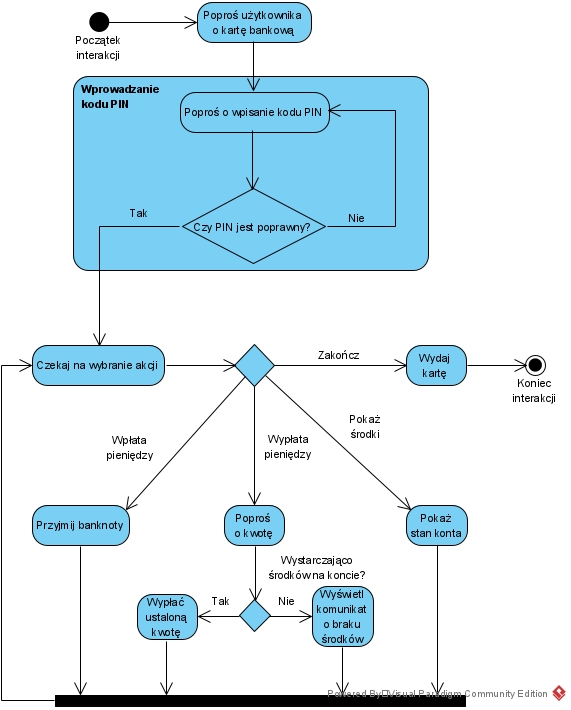 Poproś użytkownika
o kartę bankową
Początek
interakcji
Wprowadzanie
kodu PIN
Poproś o wpisanie kodu PIN
Tak
Nie
Czy PIN jest poprawny?
Czekaj na wybranie akcji
Zakończ
Wydaj
kartę
Koniec
interakcji
Wpłata
pieniędzy
Wypłata
pieniędzy
Pokaż
środki
Przyjmij banknoty
Poproś
o kwotę
Pokaż
stan konta
Wystarczająco
środków na koncie?
Tak
Nie
Wypłać
ustaloną
kwotę
Wyświetl
komunikat
o braku
środków
Powered By Visual Paradigm Community Edition